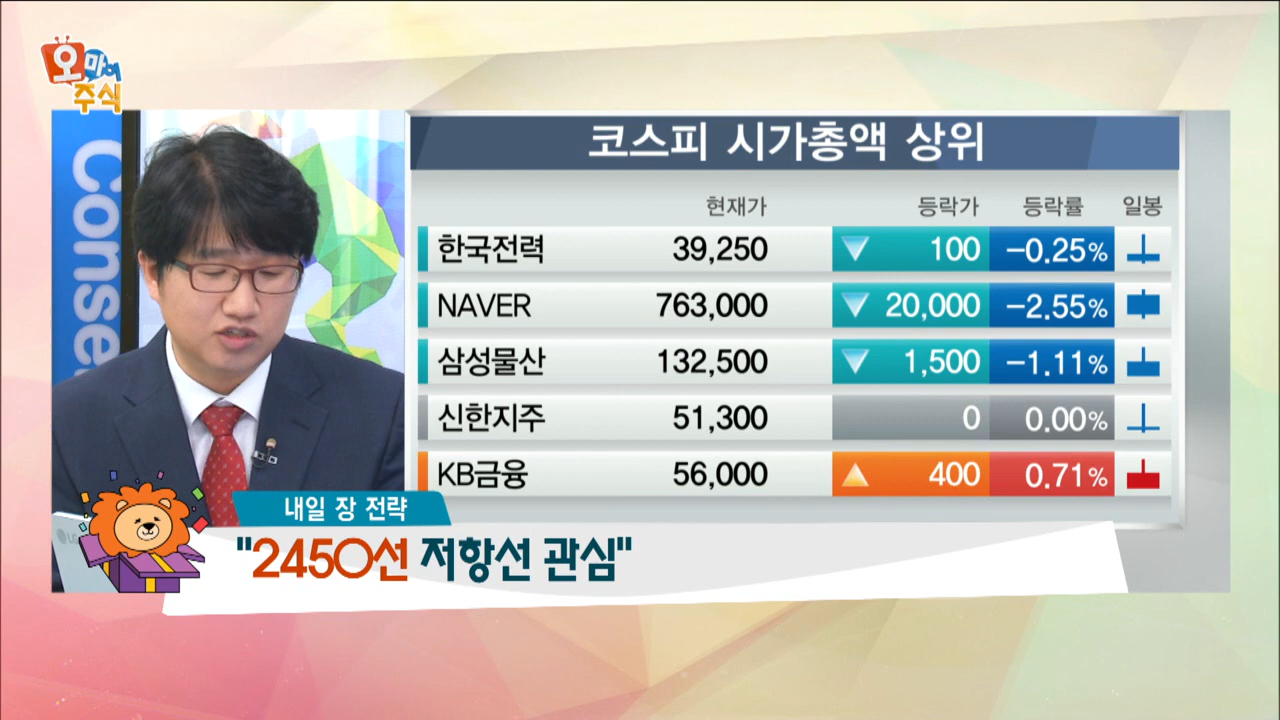 오마이
주식
Conse
코스피 시가총액 상위
현재가 등락가 등락률 일봉
한국전력 39,250 ▼ 100 -0.25%
NAVER 763,000 ▼ 20,000 -2.55%
삼성물산 132,500 ▼ 1,500 -1.11%
신한지주 51,300 0 0.00%
KB금융 56,000 ▲ 400 0.71%
내일 장 전략
"2450선 저항선 관심"